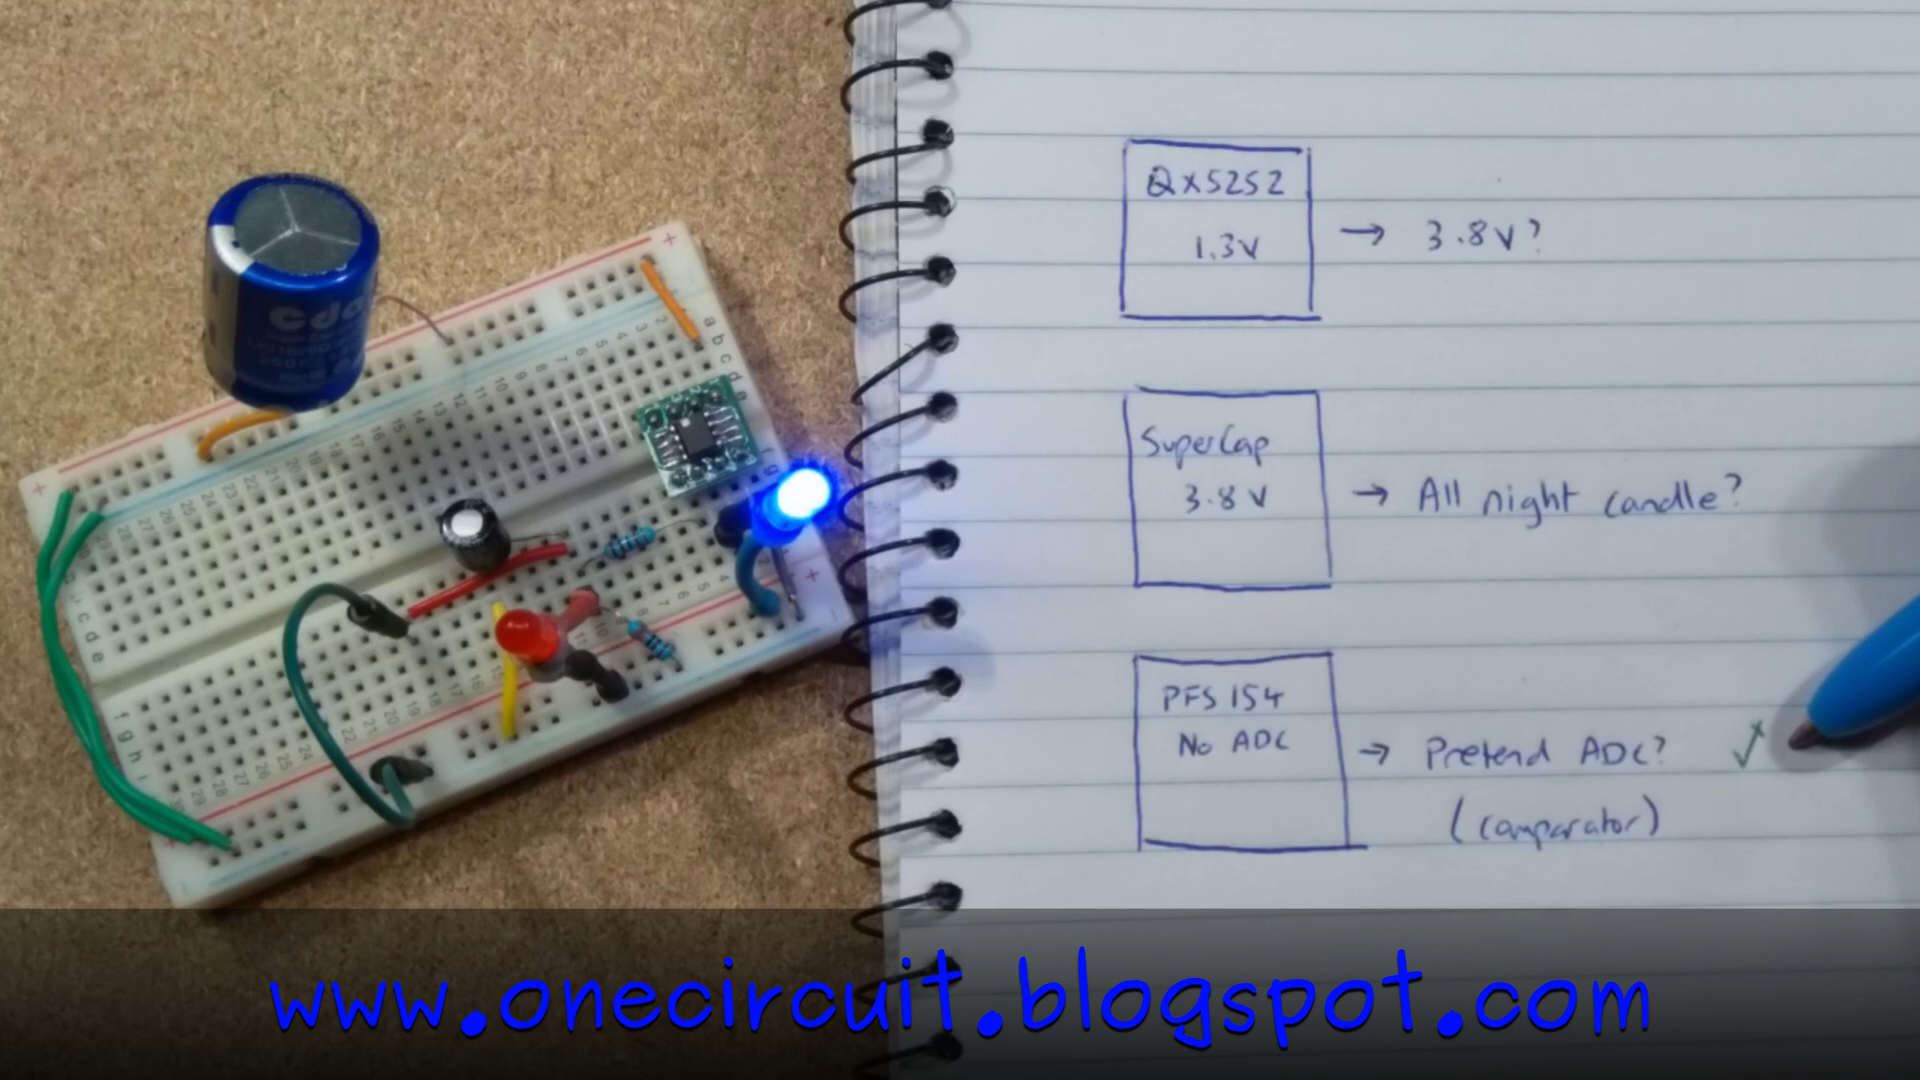 QX5252
1.3V
→ 3.8V?
SuperCap
3.8V
→ All night candle?
PFS154
No ADC
→ Pretend ADC? ✓
(comparator)
Cda
www.onecircuit.blogspot.com